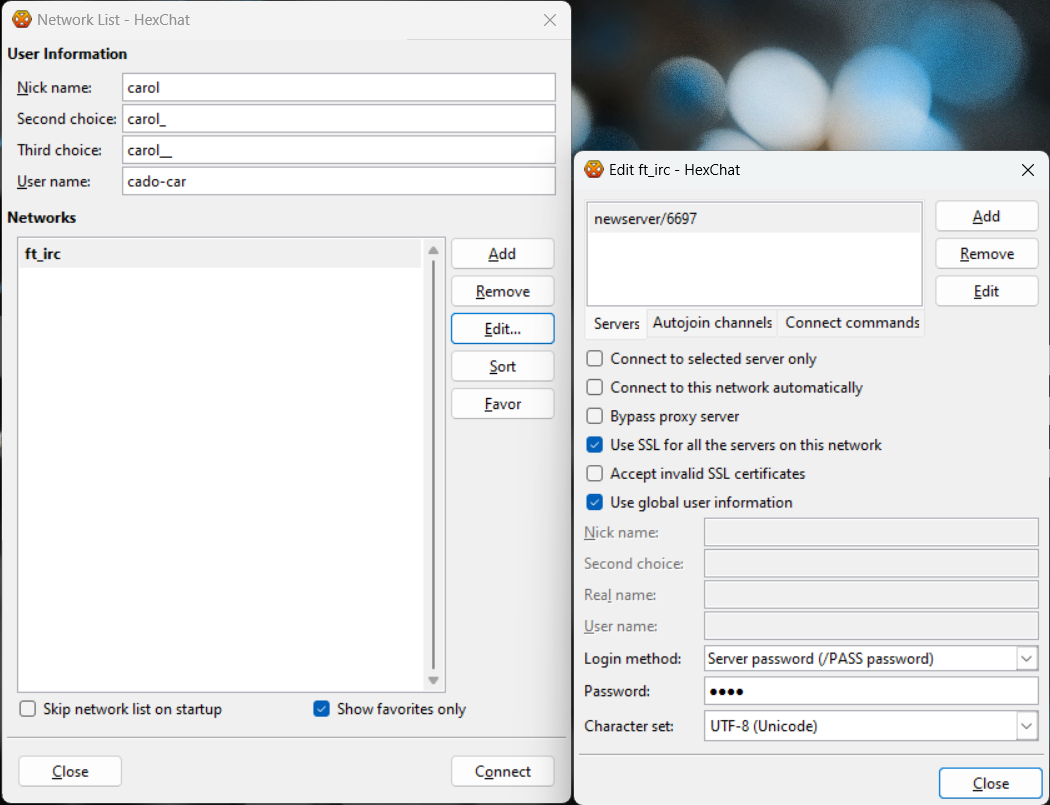 Network List - HexChat
User Information
Nick name: carol
Second choice: carol_
Third choice: carol__
User name: cado-car
Networks
ft_irc
Add
Remove
Edit...
Sort
Favor
Skip network list on startup
Show favorites only
Close
Connect
Edit ft_irc - HexChat
newserver/6697
Add
Remove
Edit
Servers Autojoin channels Connect commands
Connect to selected server only
Connect to this network automatically
Bypass proxy server
Use SSL for all the servers on this network
Accept invalid SSL certificates
Use global user information
Nick name:
Second choice:
Real name:
User name:
Login method: Server password (/PASS password)
Password: ●●●●
Character set: UTF-8 (Unicode)
Close